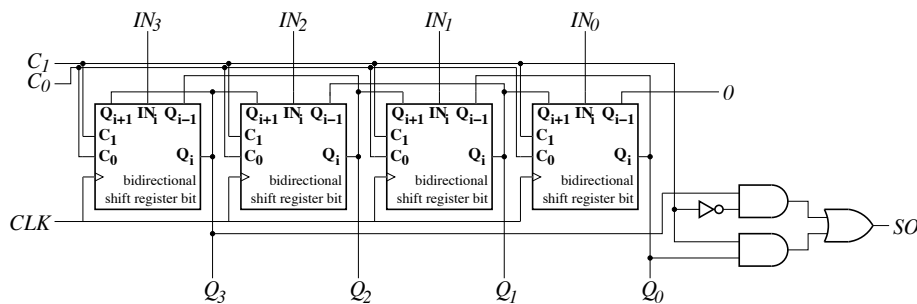 IN3 IN2 IN1 IN0
C1
C0
0
Qi+1 INi Qi-1 Qi+1 INi Qi-1 Qi+1 INi Qi-1 Qi+1 INi Qi-1
C1 C1 C1 C1
C0 Qi C0 Qi C0 Qi C0 Qi
bidirectional bidirectional bidirectional bidirectional
shift register bit shift register bit shift register bit shift register bit
CLK SO
Q3 Q2 Q1 Q0